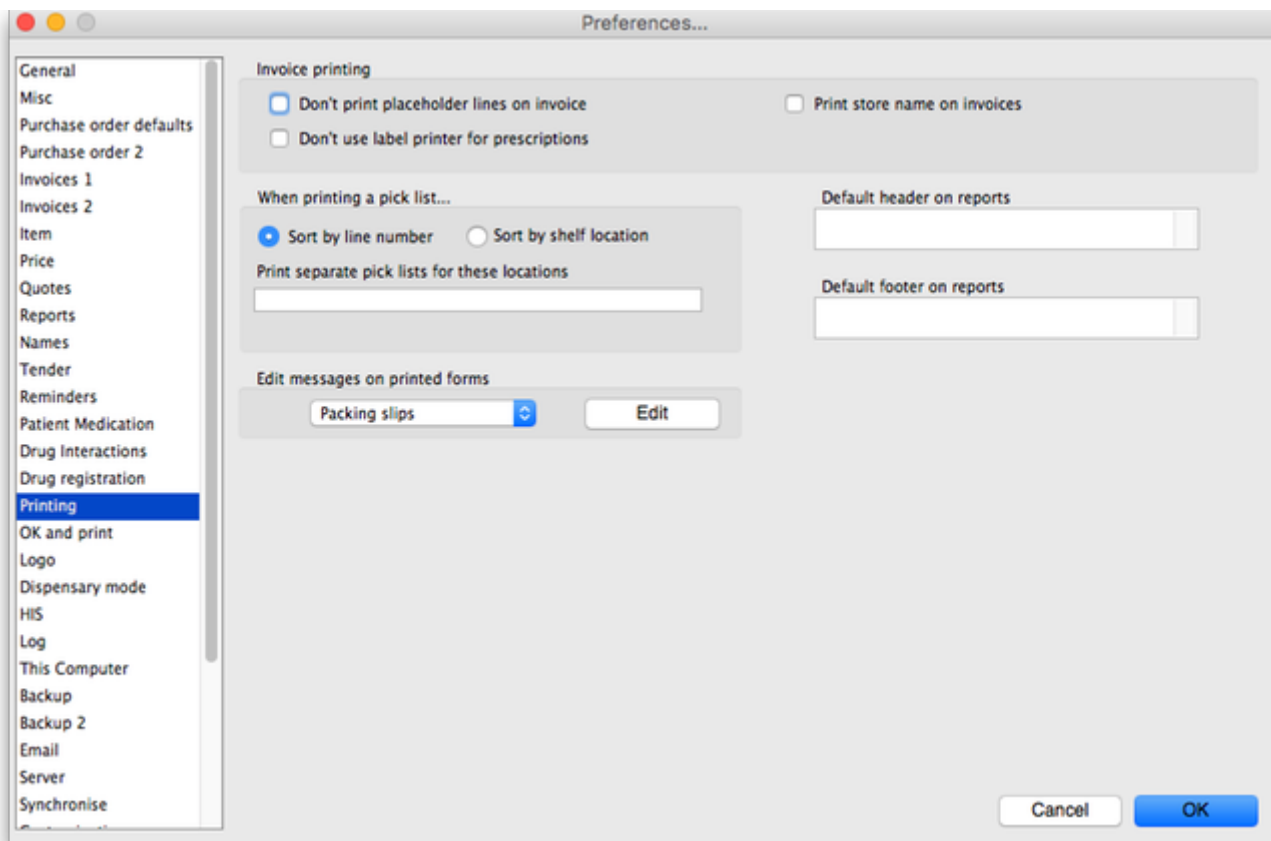 Preferences...
General
Misc
Purchase order defaults
Purchase order 2
Invoices 1
Invoices 2
Item
Price
Quotes
Reports
Names
Tender
Reminders
Patient Medication
Drug Interactions
Drug registration
Printing
OK and print
Logo
Dispensary mode
HIS
Log
This Computer
Backup
Backup 2
Email
Server
Synchronise
Invoice printing
Don't print placeholder lines on invoice
Print store name on invoices
Don't use label printer for prescriptions
When printing a pick list...
Sort by line number
Sort by shelf location
Print separate pick lists for these locations
Default header on reports
Default footer on reports
Edit messages on printed forms
Packing slips
Edit
Cancel
OK